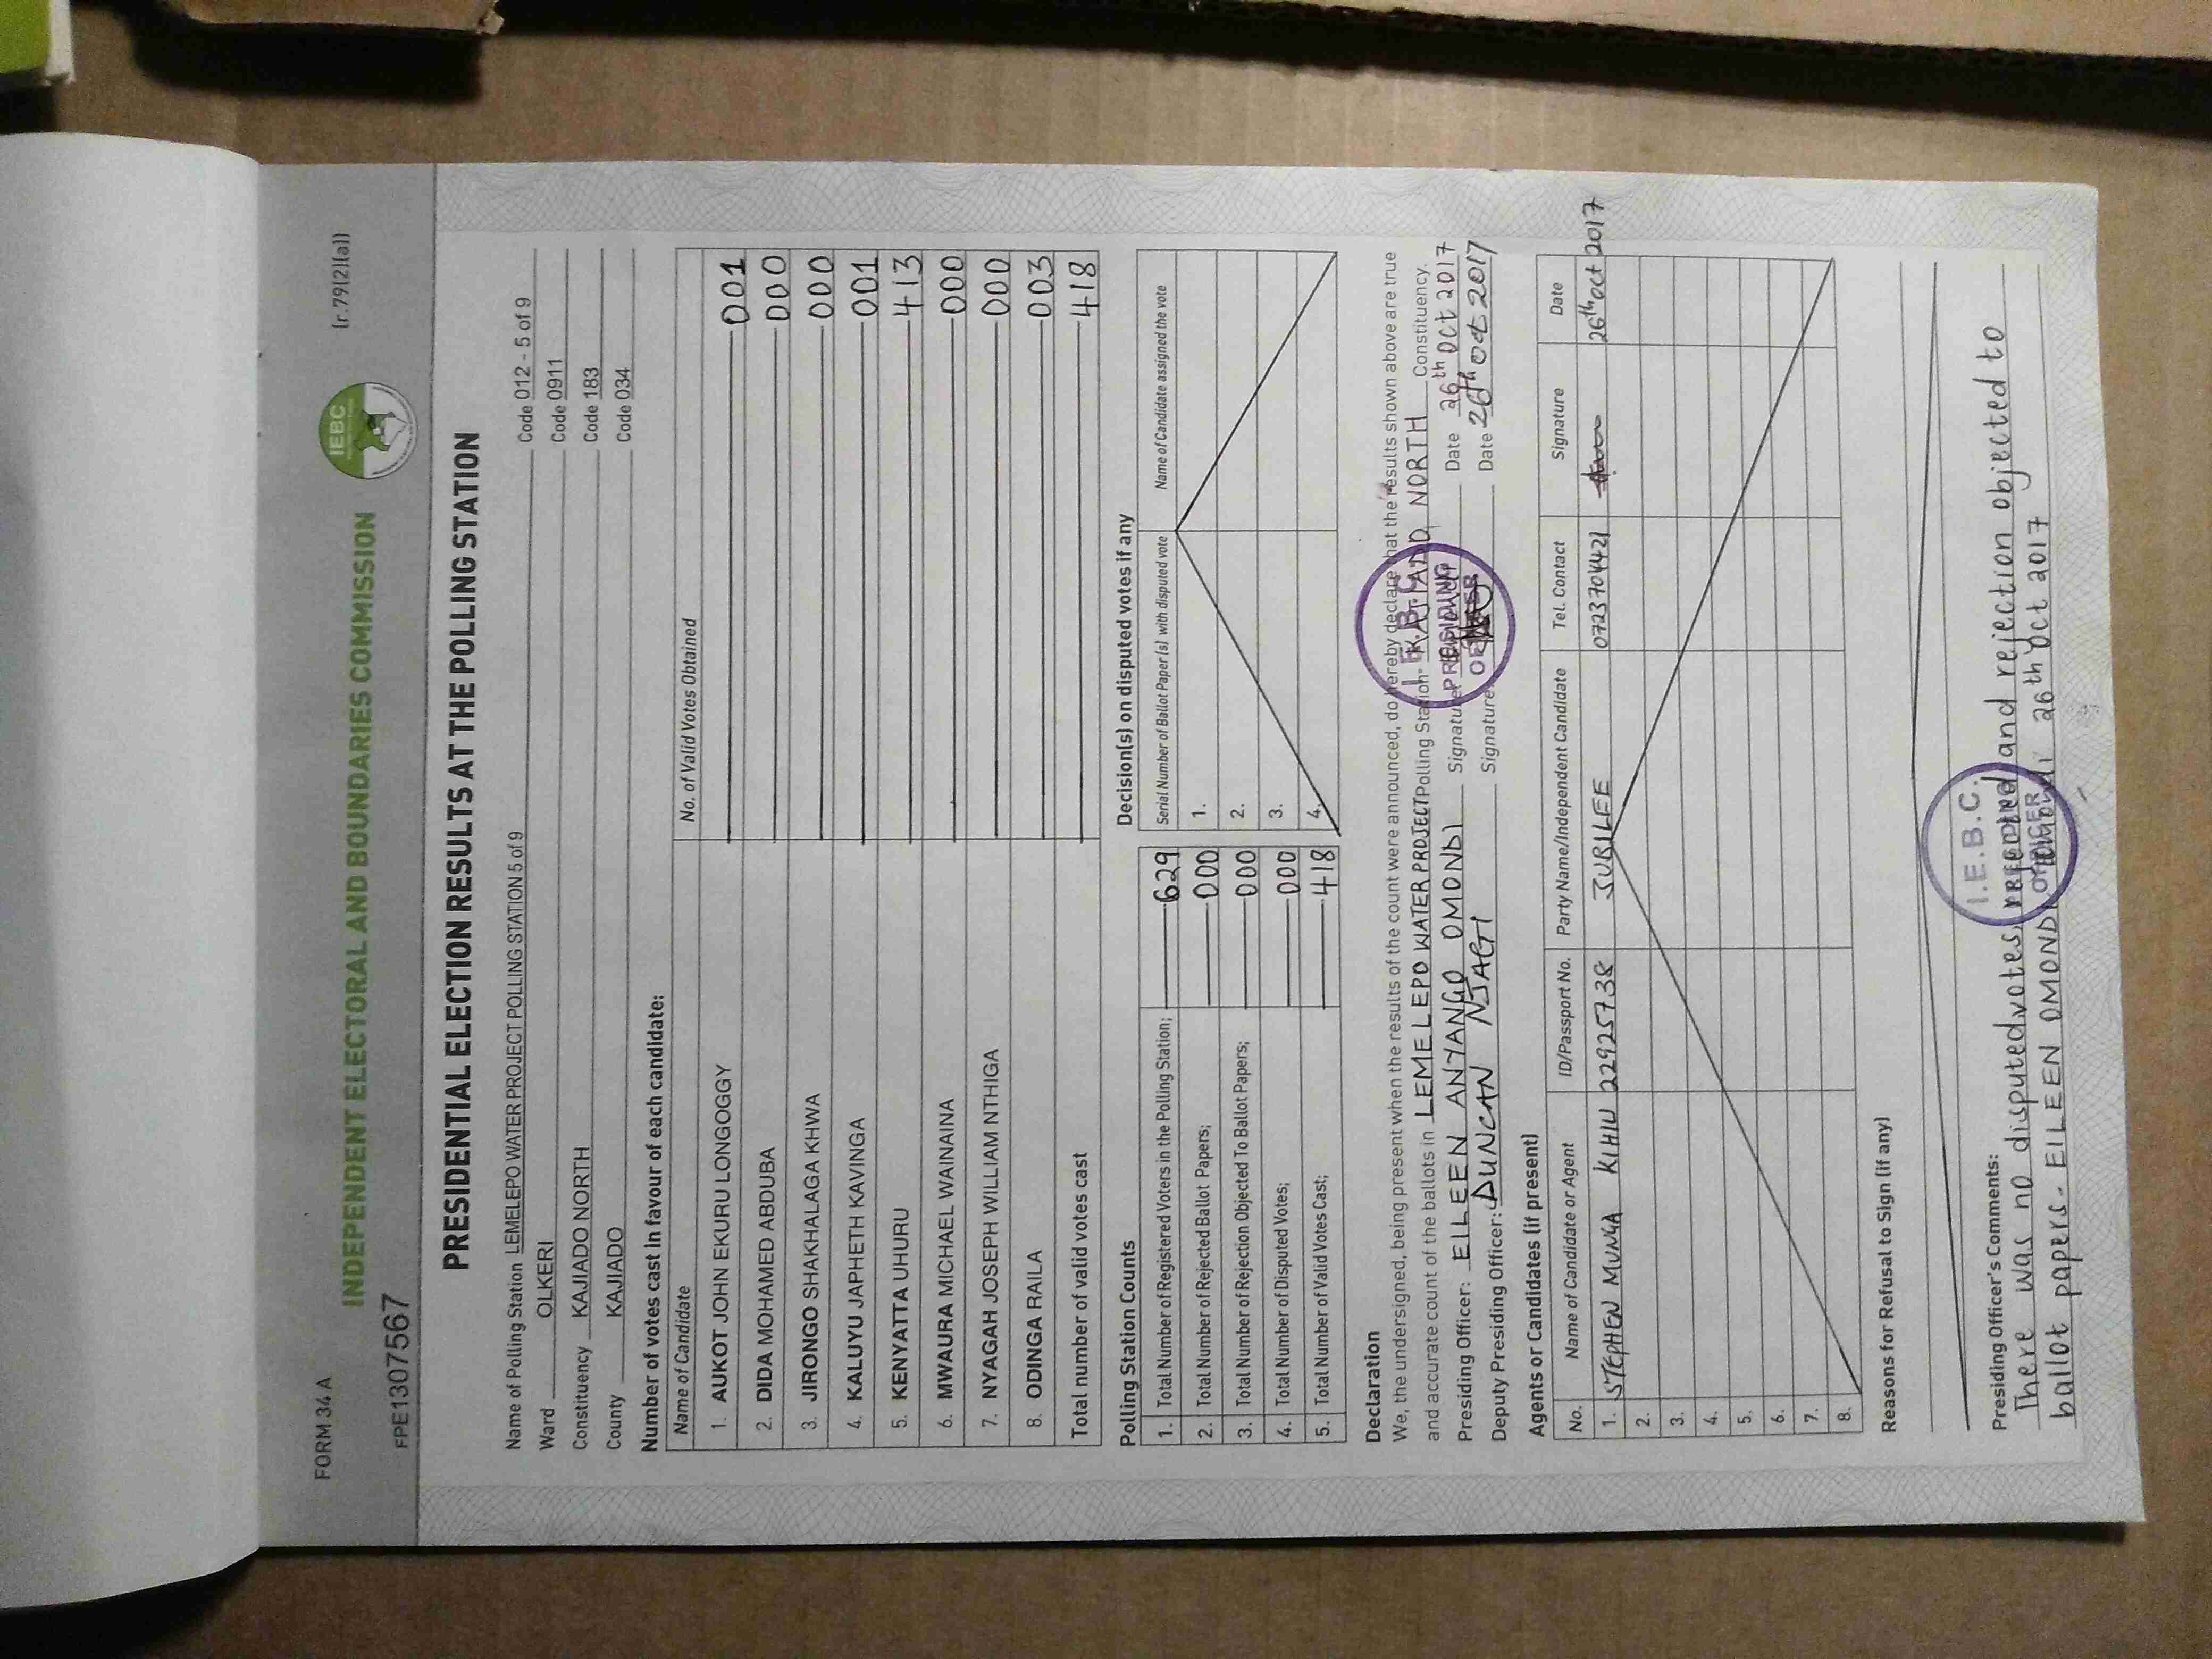 FORM 34 A
(r.79(2)(a))
IEBC
INDEPENDENT ELECTORAL AND BOUNDARIES COMMISSION
FPE1307567
PRESIDENTIAL ELECTION RESULTS AT THE POLLING STATION
Name of Polling Station LEMELEPO WATER PROJECT POLLING STATION 5 of 9 Code 012 - 5 of 9
Ward OLKERI Code 0911
Constituency KAJIADO NORTH Code 183
County KAJIADO Code 034
Number of votes cast in favour of each candidate:
Name of Candidate No. of Valid Votes Obtained
1. AUKOT JOHN EKURU LONGOGGY 001
2. DIDA MOHAMED ABDUBA 000
3. JIRONGO SHAKHALAGA KHWA 000
4. KALUYU JAPHETH KAVINGA 001
5. KENYATTA UHURU 413
6. MWAURA MICHAEL WAINAINA 000
7. NYAGAH JOSEPH WILLIAM NTHIGA 000
8. ODINGA RAILA 003
Total number of valid votes cast 418
Polling Station Counts
1. Total Number of Registered Voters in the Polling Station; 629
2. Total Number of Rejected Ballot Papers; 000
3. Total Number of Rejection Objected To Ballot Papers; 000
4. Total Number of Disputed Votes; 000
5. Total Number of Valid Votes Cast; 418
Decision(s) on disputed votes if any
Serial Number of Ballot Paper (s) with disputed vote Name of Candidate assigned the vote
1.
2.
3.
4.
Declaration
We, the undersigned, being present when the results of the count were announced, do hereby declare that the results shown above are true
and accurate count of the ballots in LEMELEPO WATER PROJECT Polling Station - KAJIADO NORTH Constituency.
Presiding Officer: EILEEN ANYANGO OMONDI Signature Date 26th Oct 2017
Deputy Presiding Officer: DUNCAN NJAGI Signature Date 26th Oct 2017
I.E.B.C.
PRESIDING
OFFICER
Agents or Candidates (if present)
No. Name of Candidate or Agent ID/Passport No. Party Name/Independent Candidate Tel. Contact Signature Date
1. STEPHEN MUNGA KIHIU 22925738 JUBILEE 0723704421 26th Oct 2017
2.
3.
4.
5.
6.
7.
8.
Reasons for Refusal to Sign (if any)
Presiding Officer's Comments:
There was no disputed votes, rejected and rejection objected to
ballot papers - EILEEN OMONDI 26th Oct 2017
I.E.B.C.
OFFICER